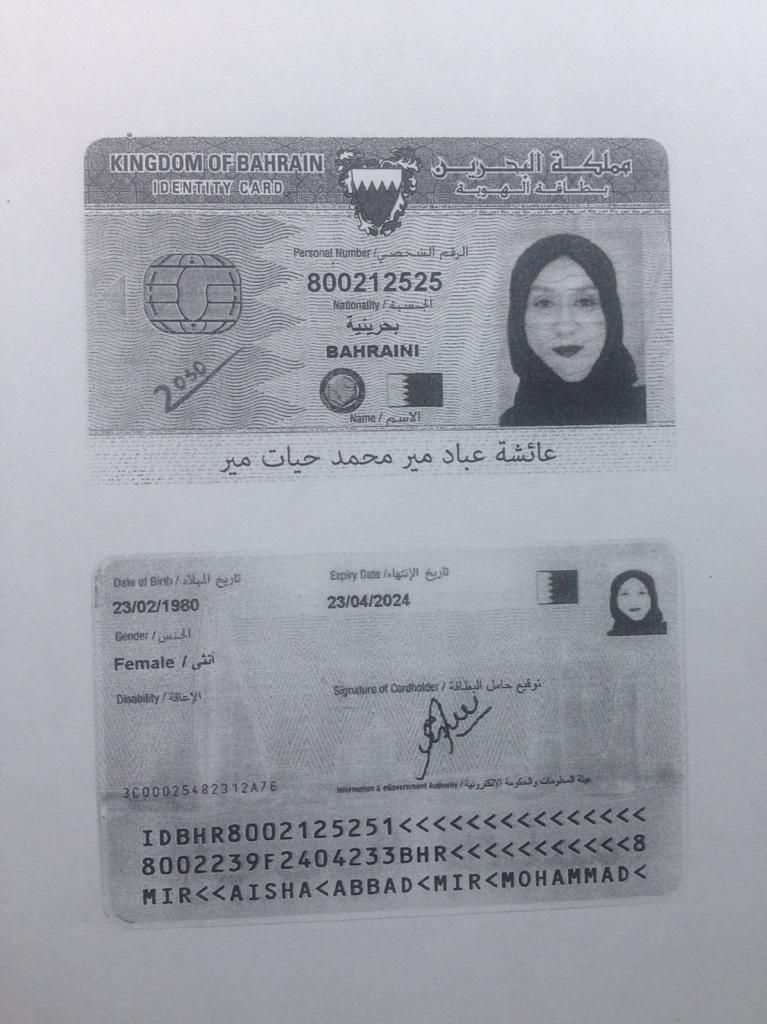 KINGDOM OF BAHRAIN مملكة البحرين
IDENTITY CARD بطاقة الهوية
Personal Number / الرقم الشخصي
800212525
Nationality / الجنسية
بحرينية
BAHRAINI
2030
Name / الاسم
عائشة عباد مير محمد حيات مير
Date of Birth / تاريخ الميلاد Expiry Date / تاريخ الإنتهاء
23/02/1980 23/04/2024
Gender / الجنس
Female / أنثى
Disability / الإعاقة Signature of Cardholder / توقيع حامل البطاقة
3C00025482312A76 Information & eGovernment Authority / هيئة المعلومات والحكومة الإلكترونية
IDBHR8002125251<<<<<<<<<<<<<<<
8002239F2404233BHR<<<<<<<<<<<8
MIR<<AISHA<ABBAD<MIR<MOHAMMAD<